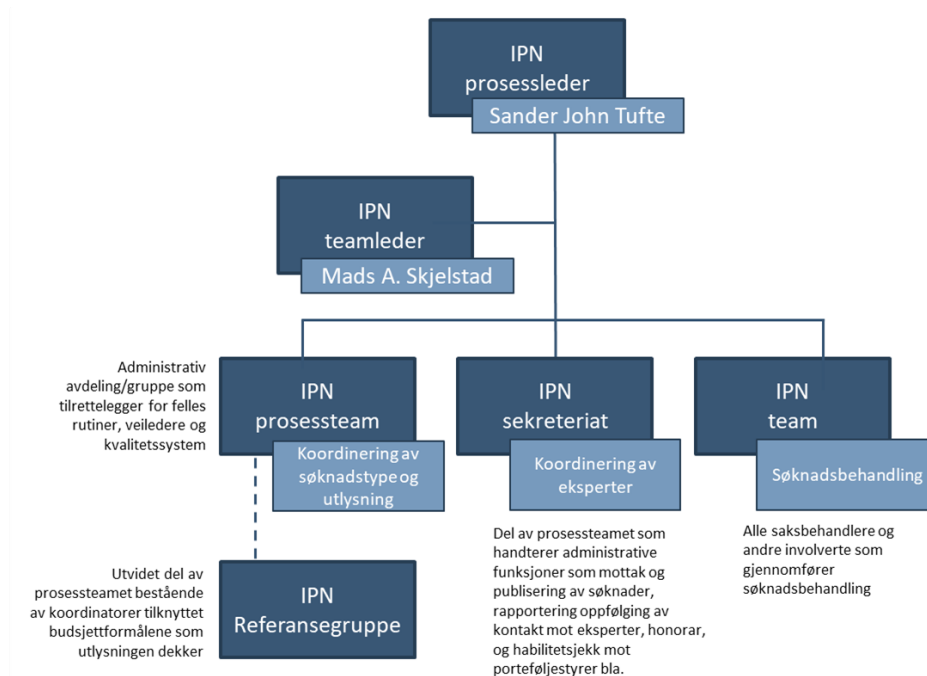 IPN
prosessleder
Sander John Tufte
IPN
teamleder
Mads A. Skjelstad
Administrativ
avdeling/gruppe som
tilrettelegger for felles
rutiner, veiledere og
kvalitetssystem
IPN
prosessteam
Koordinering av
søknadstype og
utlysning
IPN
sekreteriat
Koordinering av
eksperter
IPN
team
Søknadsbehandling
Del av prosessteamet som
handterer administrative
funksjoner som mottak og
publisering av søknader,
rapportering oppfølging av
kontakt mot eksperter, honorar,
og habilitetsjekk mot
porteføljestyrer bla.
Alle saksbehandlere og
andre involverte som
gjennomfører
søknadsbehandling
Utvidet del av
prosessteamet bestående
av koordinatorer tilknyttet
budsjettformålene som
utlysningen dekker
IPN
Referansegruppe